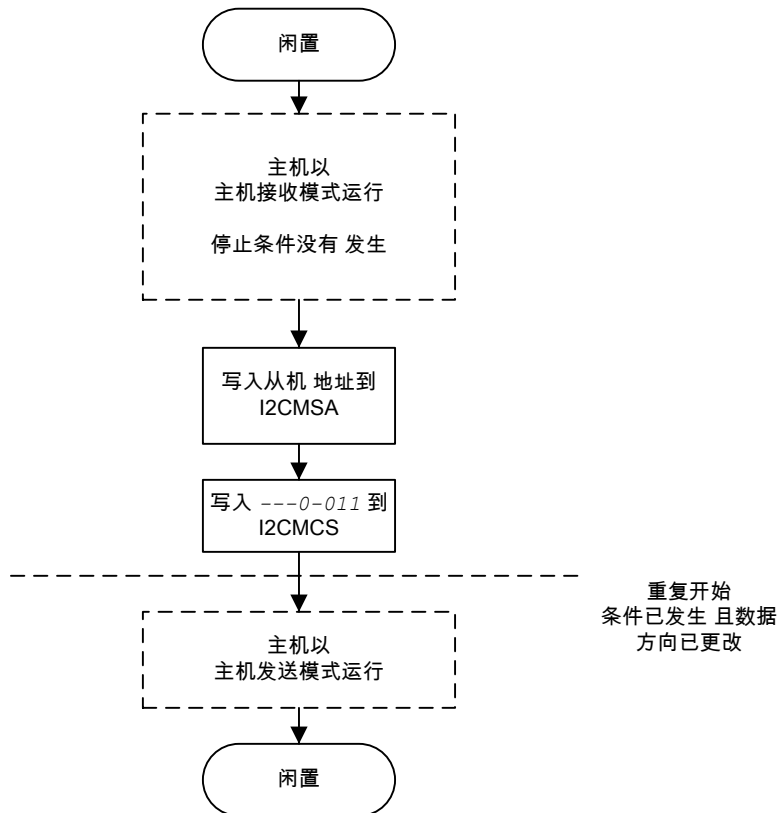 闲置
主机以
主机接收模式运行
停止条件没有 发生
写入从机 地址到
I2CMSA
写入 ---0-011 到
I2CMCS
重复开始
条件已发生 且数据
方向已更改
主机以
主机发送模式运行
闲置